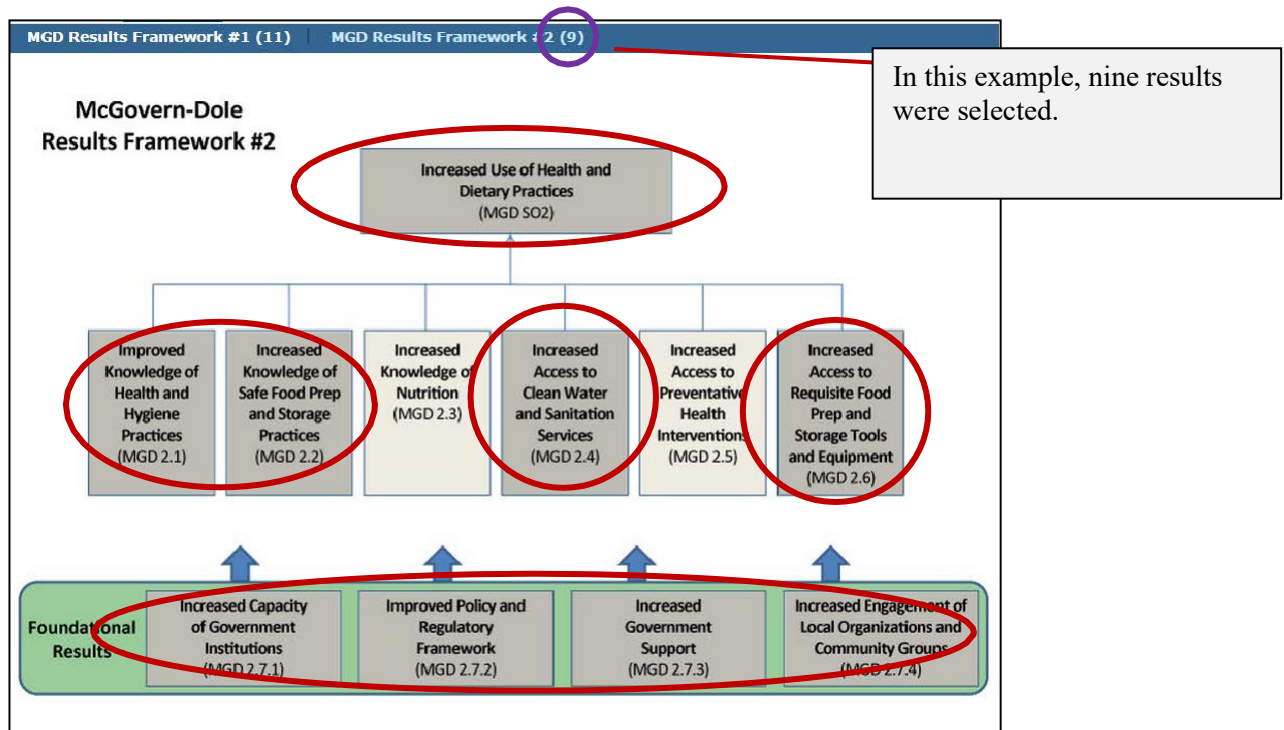 MGD Results Framework #1 (11) | MGD Results Framework #2 (9)
In this example, nine results
were selected.
McGovern-Dole
Results Framework #2
Increased Use of Health and
Dietary Practices
(MGD SO2)
Improved
Knowledge of
Health and
Hygiene
Practices
(MGD 2.1)
Increased
Knowledge of
Safe Food Prep
and Storage
Practices
(MGD 2.2)
Increased
Knowledge of
Nutrition
(MGD 2.3)
Increased
Access to
Clean Water
and Sanitation
Services
(MGD 2.4)
Increased
Access to
Preventative
Health
Interventions
(MGD 2.5)
Increased
Access to
Requisite Food
Prep and
Storage Tools
and Equipment
(MGD 2.6)
Foundational
Results
Increased Capacity
of Government
Institutions
(MGD 2.7.1)
Improved Policy and
Regulatory
Framework
(MGD 2.7.2)
Increased
Government
Support
(MGD 2.7.3)
Increased Engagement of
Local Organizations and
Community Groups
(MGD 2.7.4)